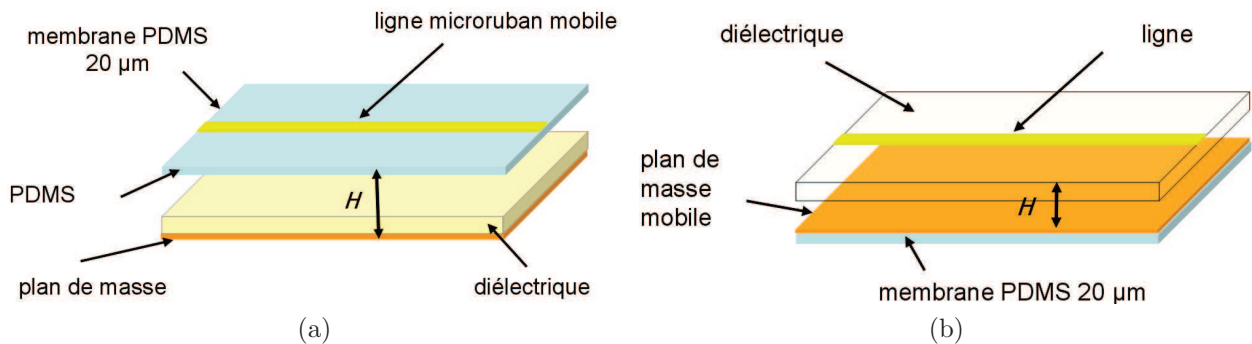 membrane PDMS
20 µm
ligne microruban mobile
PDMS
H
plan de masse
diélectrique
(a)
diélectrique
ligne
plan de
masse
mobile
H
membrane PDMS 20 µm
(b)